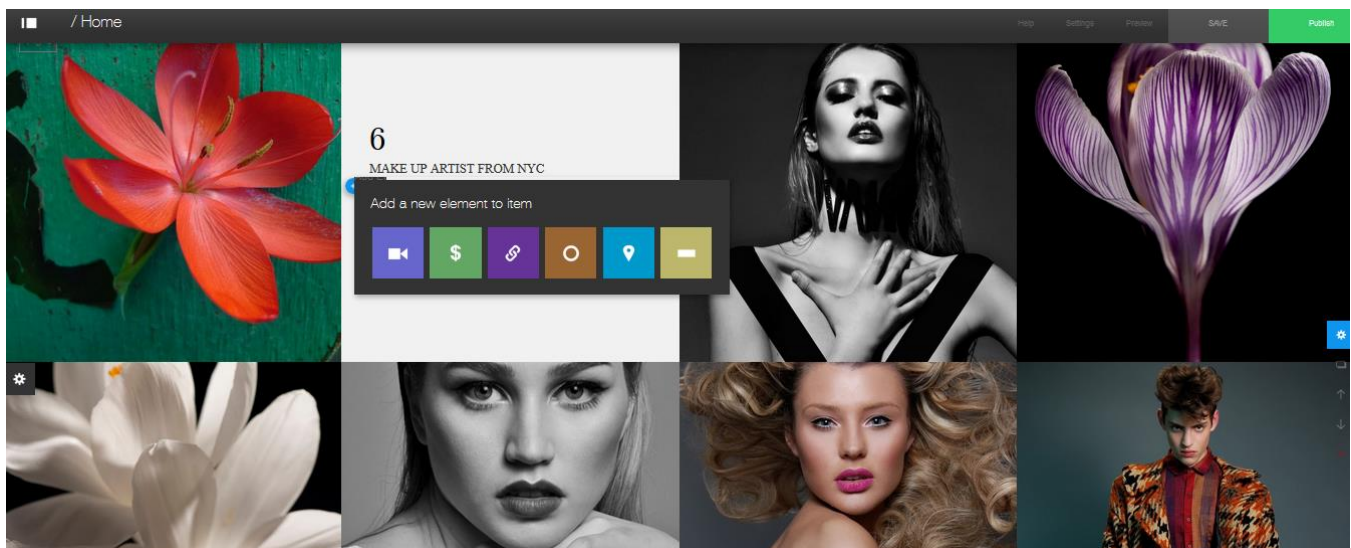 / Home
Help
Settings
Preview
SAVE
Publish
6
MAKE UP ARTIST FROM NYC
Add a new element to item
$